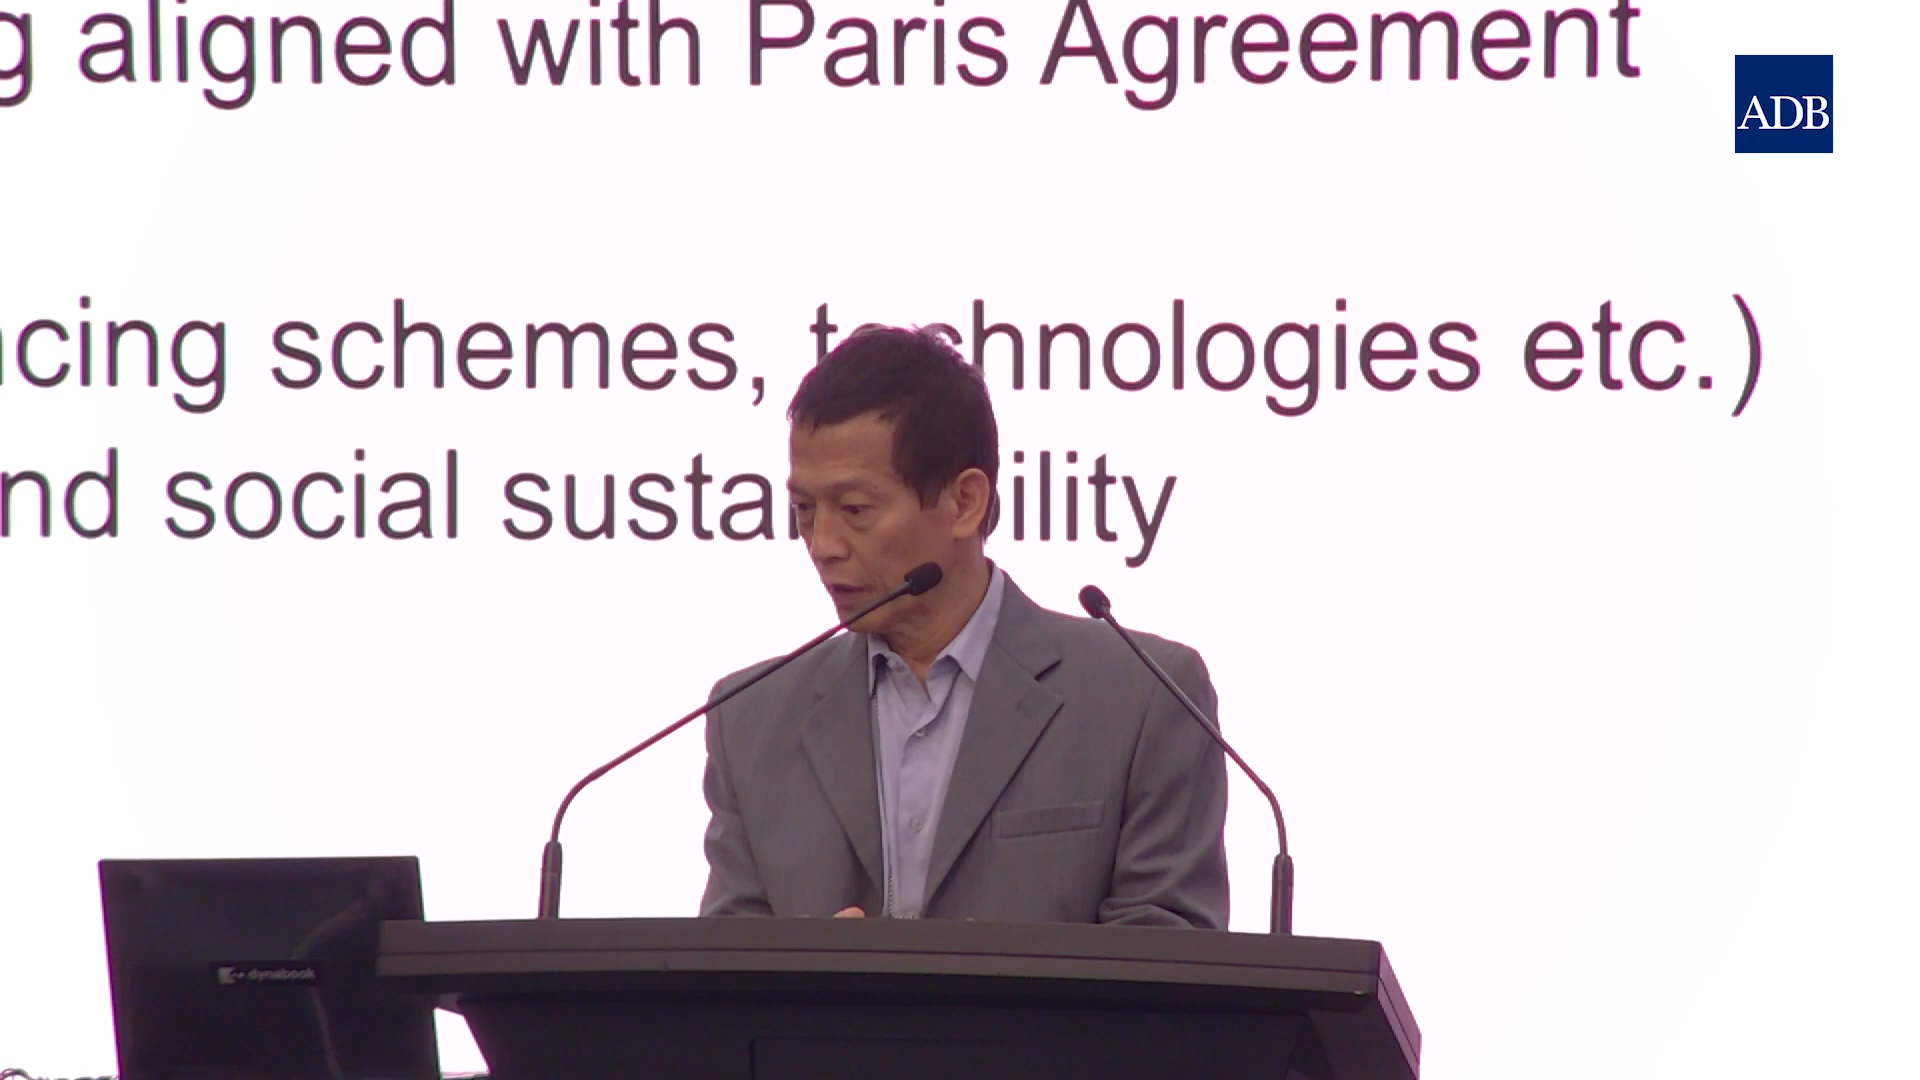 g aligned with Paris Agreement
ADB
ncing schemes, technologies etc.)
nd social sustainability
dynabook